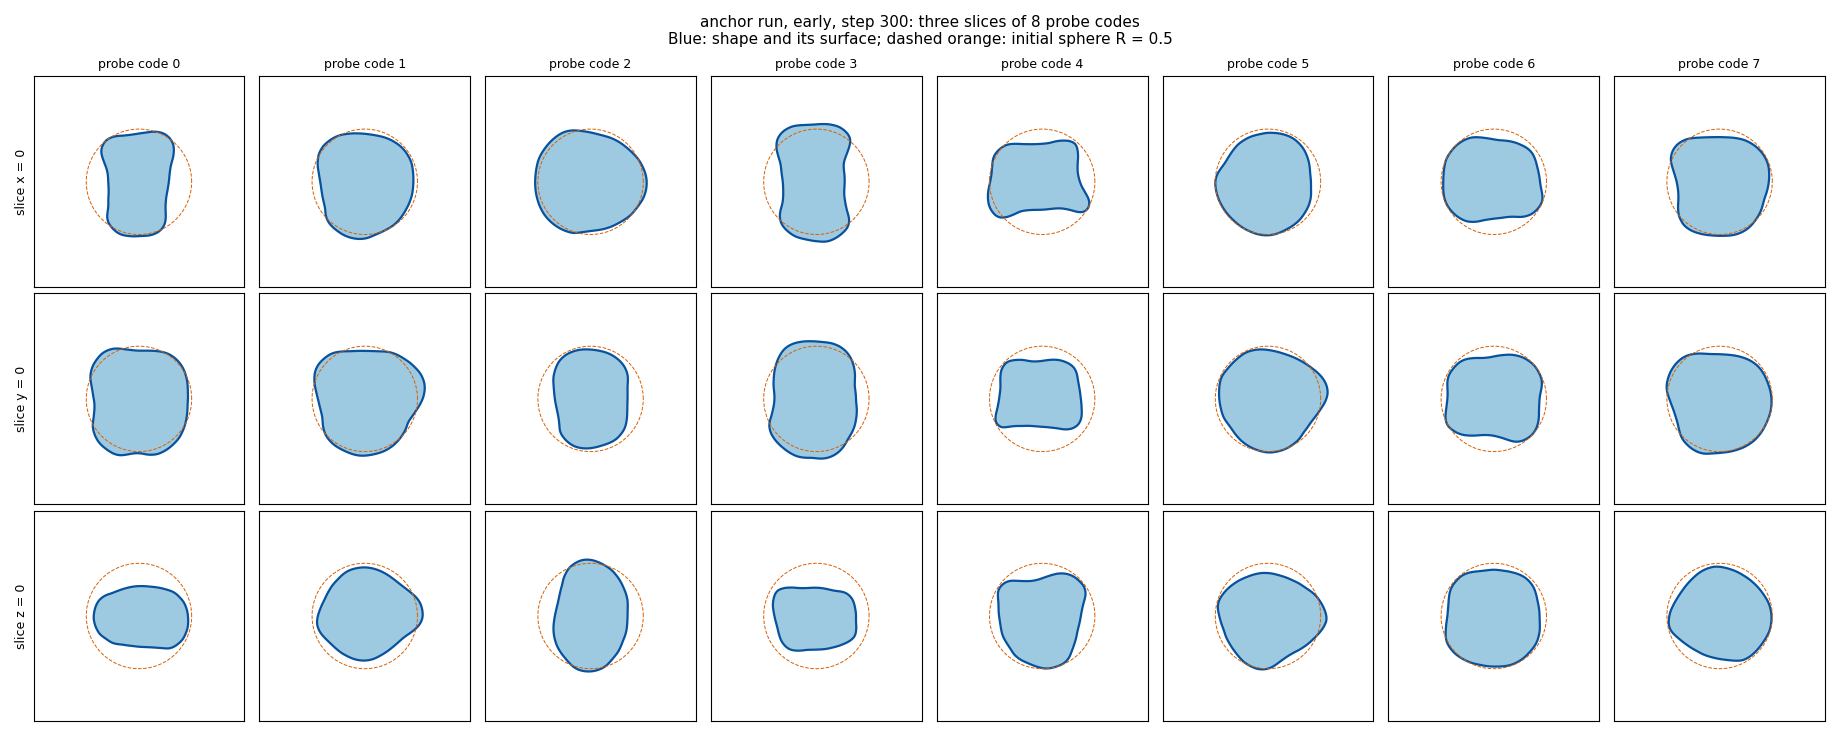 anchor run, early, step 300: three slices of 8 probe codes
Blue: shape and its surface; dashed orange: initial sphere R = 0.5
probe code 0
probe code 1
probe code 2
probe code 3
probe code 4
probe code 5
probe code 6
probe code 7
slice x = 0
slice y = 0
slice z = 0